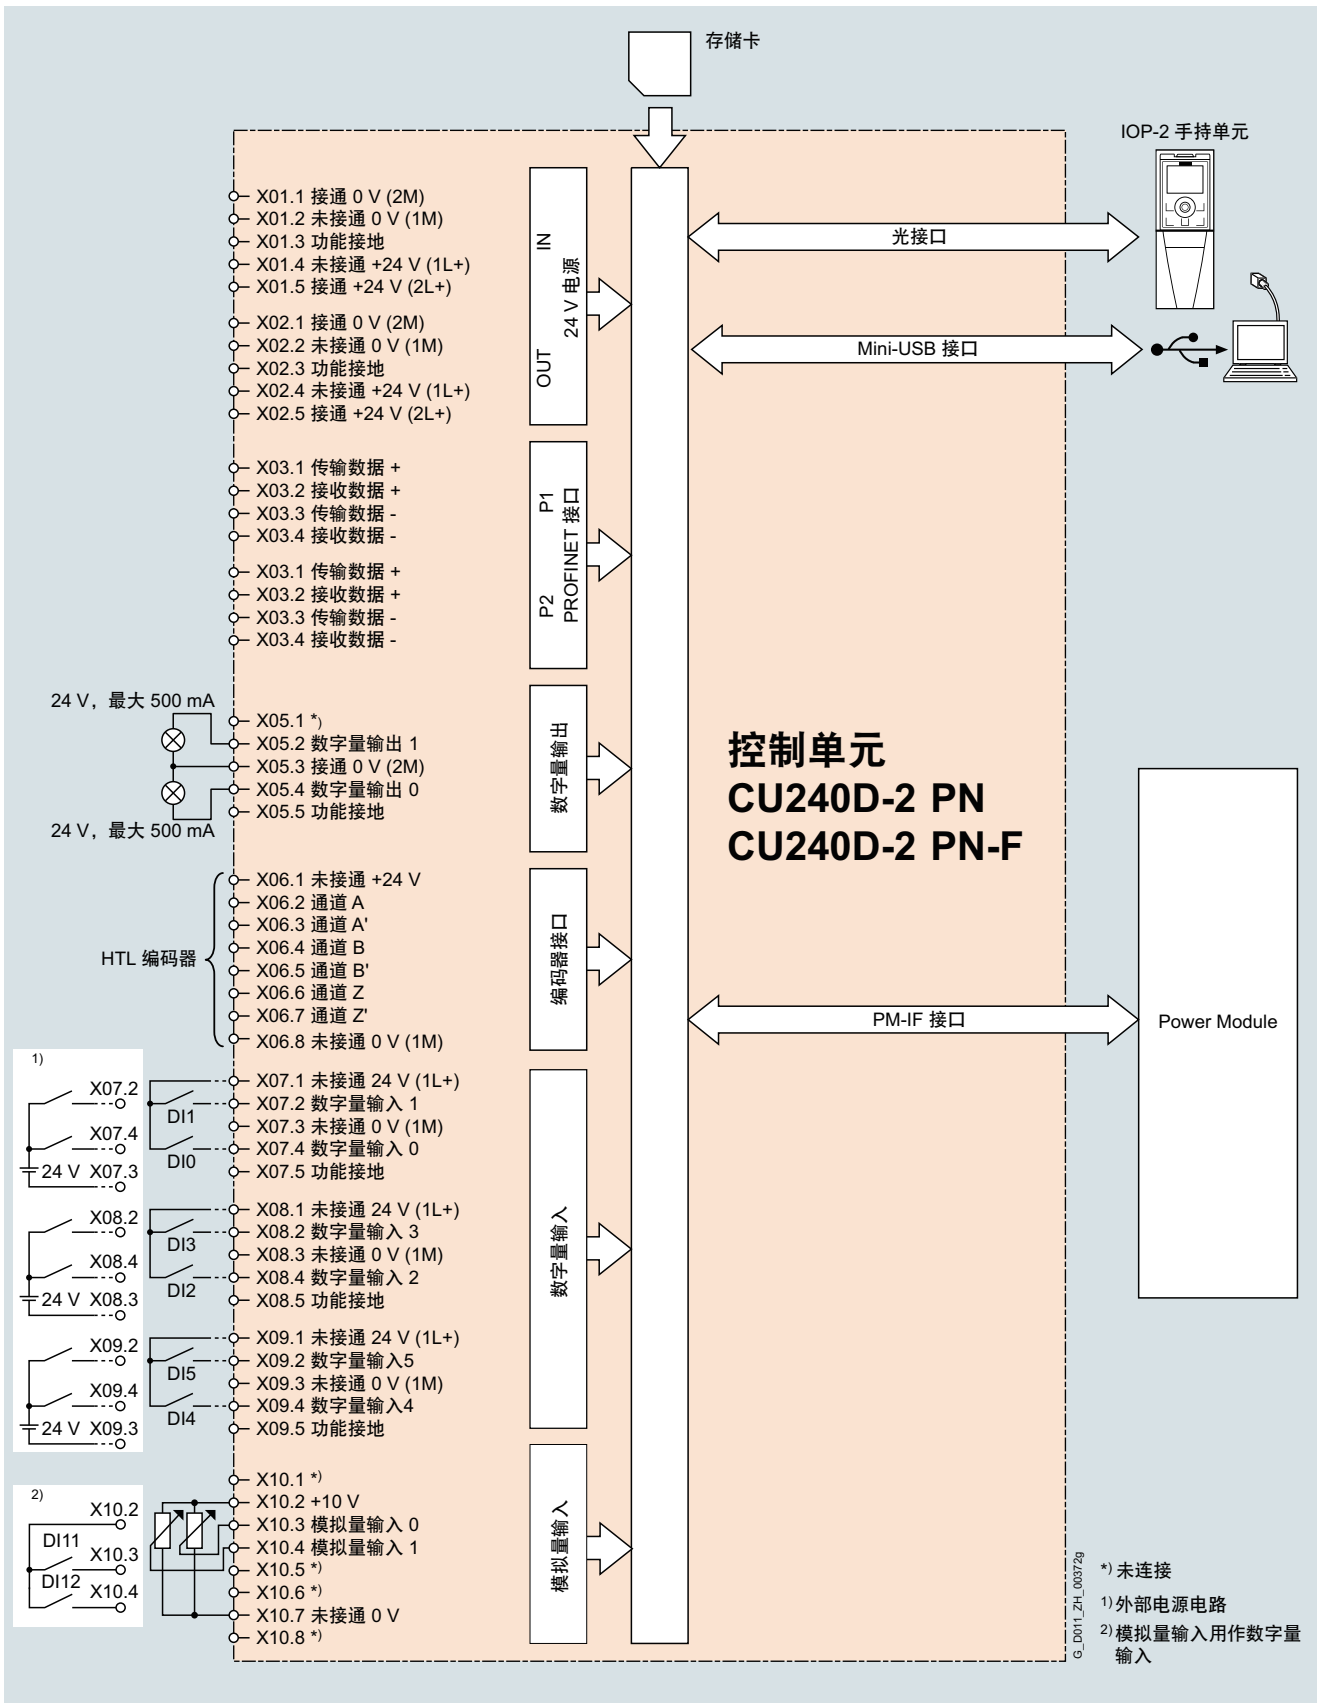 存储卡
IOP-2 手持单元
X01.1 接通 0 V (2M)
X01.2 未接通 0 V (1M)
X01.3 功能接地
X01.4 未接通 +24 V (1L+)
X01.5 接通 +24 V (2L+)
X02.1 接通 0 V (2M)
X02.2 未接通 0 V (1M)
X02.3 功能接地
X02.4 未接通 +24 V (1L+)
X02.5 接通 +24 V (2L+)
IN
OUT
24 V 电源
光接口
Mini-USB 接口
X03.1 传输数据 +
X03.2 接收数据 +
X03.3 传输数据 -
X03.4 接收数据 -
X03.1 传输数据 +
X03.2 接收数据 +
X03.3 传输数据 -
X03.4 接收数据 -
P1
P2
PROFINET 接口
24 V，最大 500 mA
24 V，最大 500 mA
X05.1 *)
X05.2 数字量输出 1
X05.3 接通 0 V (2M)
X05.4 数字量输出 0
X05.5 功能接地
数字量输出
控制单元
CU240D-2 PN
CU240D-2 PN-F
HTL 编码器
X06.1 未接通 +24 V
X06.2 通道 A
X06.3 通道 A'
X06.4 通道 B
X06.5 通道 B'
X06.6 通道 Z
X06.7 通道 Z'
X06.8 未接通 0 V (1M)
编码器接口
PM-IF 接口
Power Module
1)
X07.2
X07.4
24 V X07.3
DI1
DI0
X07.1 未接通 24 V (1L+)
X07.2 数字量输入 1
X07.3 未接通 0 V (1M)
X07.4 数字量输入 0
X07.5 功能接地
X08.2
X08.4
24 V X08.3
DI3
DI2
X08.1 未接通 24 V (1L+)
X08.2 数字量输入 3
X08.3 未接通 0 V (1M)
X08.4 数字量输入 2
X08.5 功能接地
数字量输入
X09.2
X09.4
24 V X09.3
DI5
DI4
X09.1 未接通 24 V (1L+)
X09.2 数字量输入5
X09.3 未接通 0 V (1M)
X09.4 数字量输入4
X09.5 功能接地
2)
X10.2
DI11
X10.3
DI12
X10.4
X10.1 *)
X10.2 +10 V
X10.3 模拟量输入 0
X10.4 模拟量输入 1
X10.5 *)
X10.6 *)
X10.7 未接通 0 V
X10.8 *)
模拟量输入
G_D011_ZH_00372g
*) 未连接
1) 外部电源电路
2) 模拟量输入用作数字量
输入